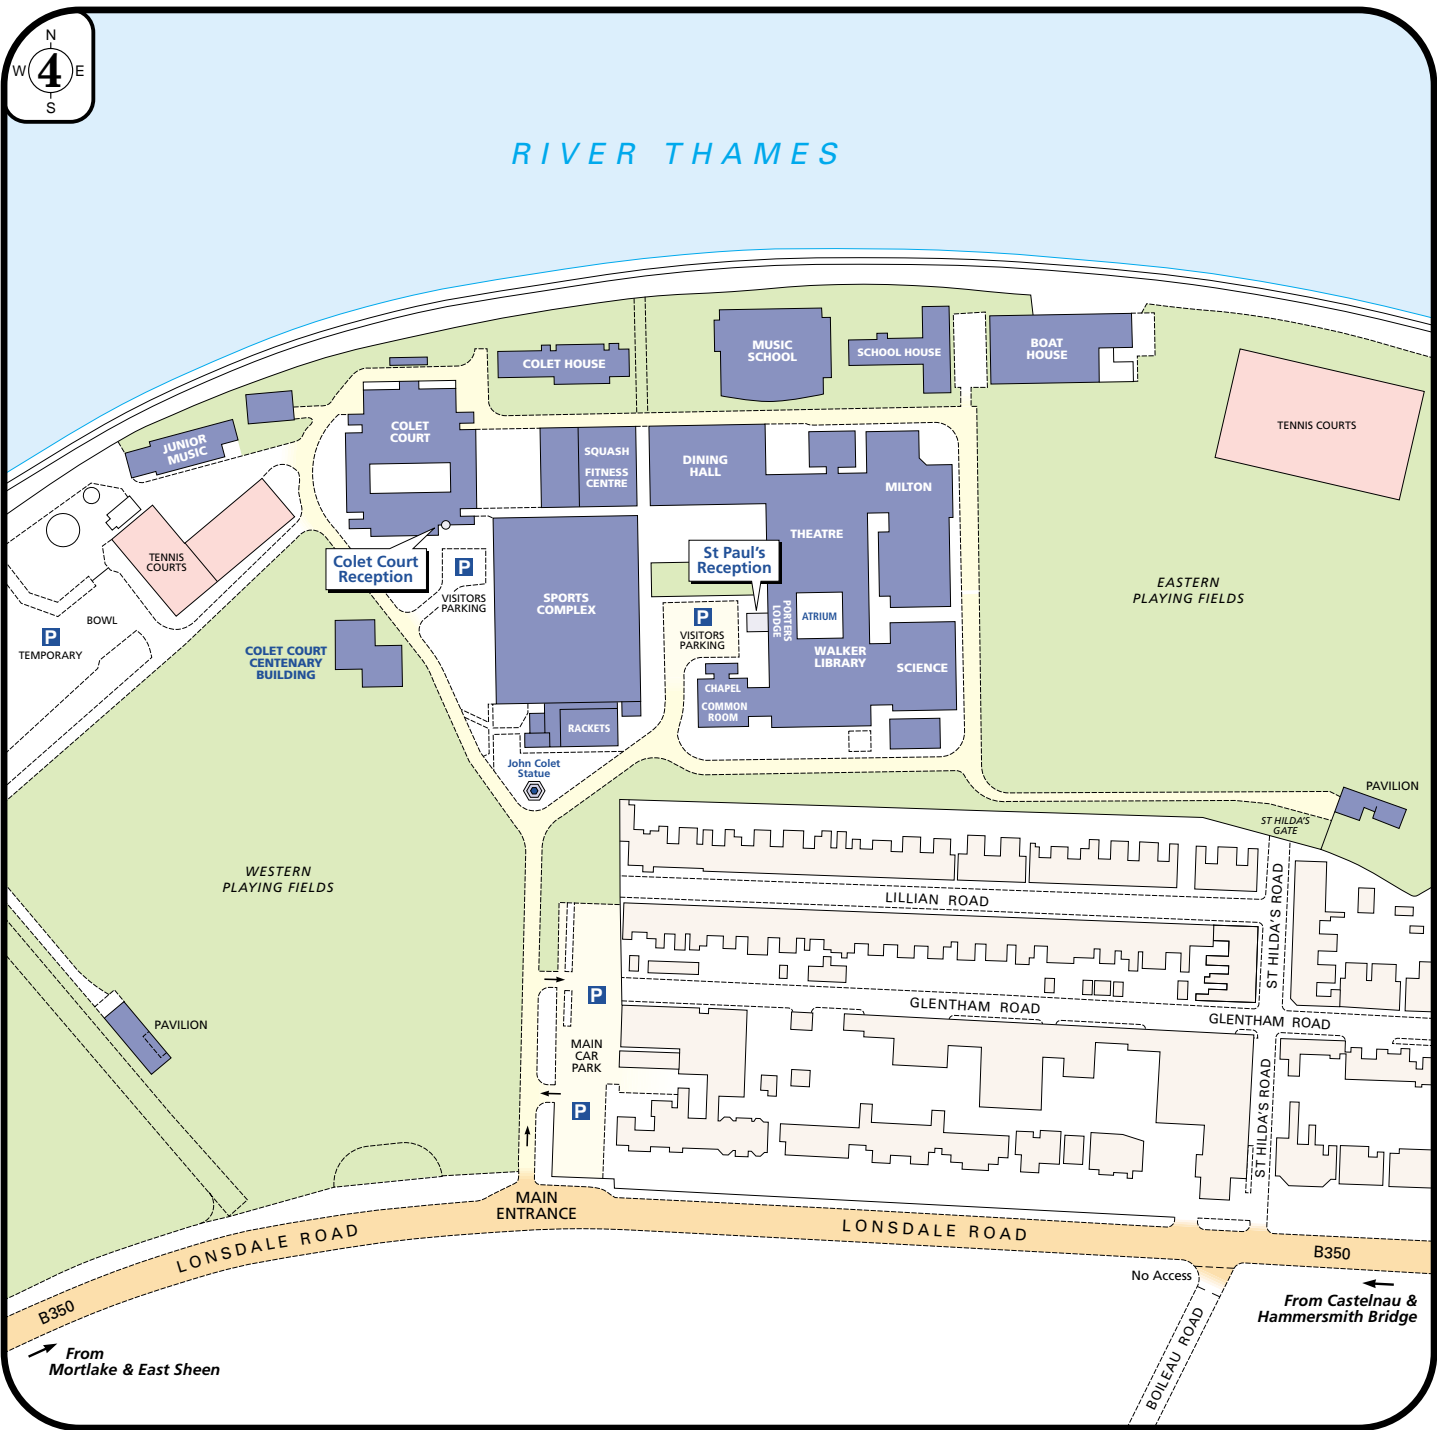 N
W 4 E
S
RIVER THAMES
MUSIC
SCHOOL
SCHOOL HOUSE
BOAT
HOUSE
COLET HOUSE
TENNIS COURTS
COLET
COURT
JUNIOR
MUSIC
SQUASH
FITNESS
CENTRE
DINING
HALL
MILTON
THEATRE
TENNIS
COURTS
Colet Court
Reception
St Paul's
Reception
P
VISITORS
PARKING
SPORTS
COMPLEX
P
VISITORS
PARKING
PORTERS
LODGE
ATRIUM
EASTERN
PLAYING FIELDS
BOWL
P
TEMPORARY
COLET COURT
CENTENARY
BUILDING
WALKER
LIBRARY
SCIENCE
CHAPEL
COMMON
ROOM
RACKETS
John Colet
Statue
PAVILION
ST HILDA'S
GATE
WESTERN
PLAYING FIELDS
LILLIAN ROAD
ST HILDA'S ROAD
P
GLENTHAM ROAD
GLENTHAM ROAD
PAVILION
MAIN
CAR
PARK
P
ST HILDA'S ROAD
MAIN
ENTRANCE
LONSDALE ROAD
LONSDALE ROAD
B350
No Access
B350
From Castelnau &
Hammersmith Bridge
From
Mortlake & East Sheen
BOILEAU ROAD